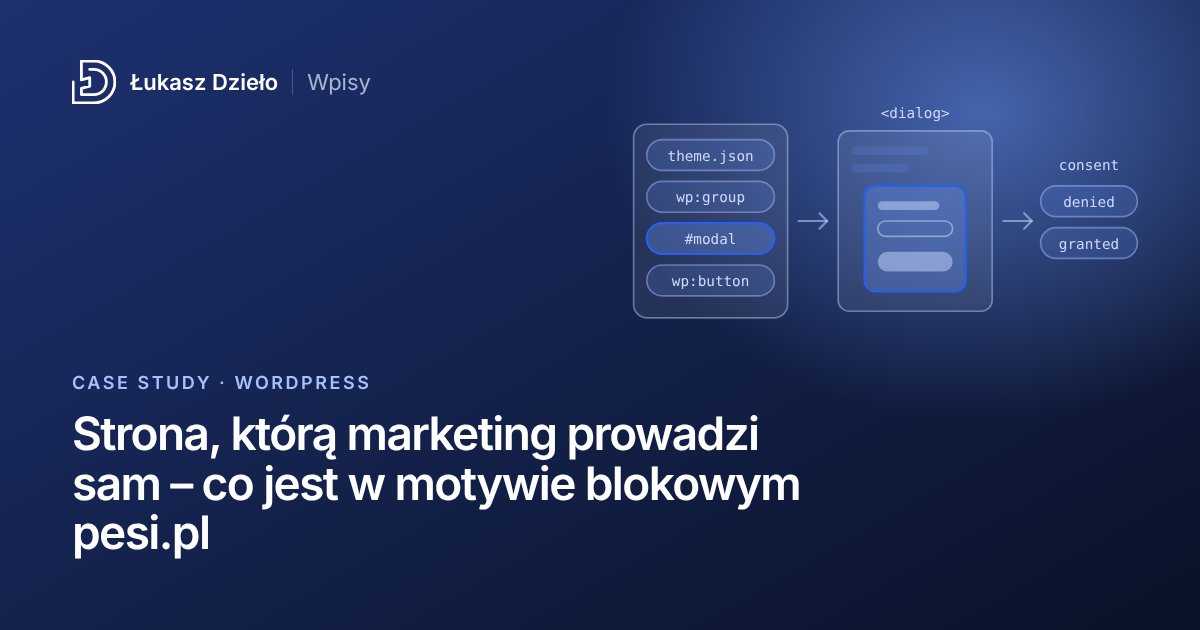 Łukasz Dzieło | Wpisy
<dialog>
theme.json
wp:group
#modal
wp:button
consent
denied
granted
CASE STUDY · WORDPRESS
Strona, którą marketing prowadzi
sam – co jest w motywie blokowym
pesi.pl